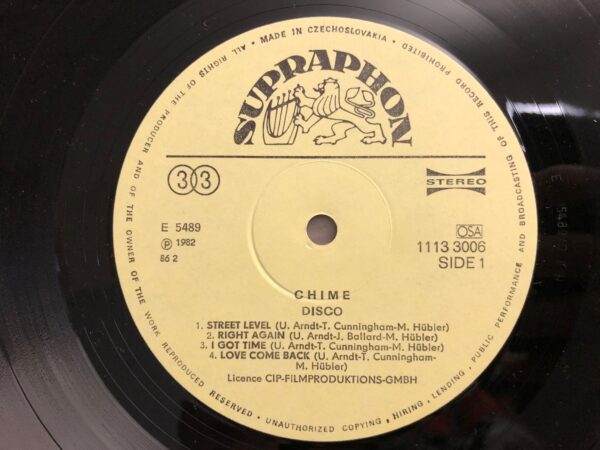 ALL RIGHTS OF THE PRODUCER AND OF THE OWNER OF THE WORK REPRODUCED RESERVED • UNAUTHORIZED COPYING, HIRING, LENDING, PUBLIC PERFORMANCE AND BROADCASTING OF THIS RECORD PROHIBITED
• MADE IN CZECHOSLOVAKIA •
SUPRAPHON
33
STEREO
E 5489
℗ 1982
86 2
OSA
1113 3006
SIDE 1
CHIME
DISCO
1. STREET LEVEL (U. Arndt-T. Cunningham-M. Hübler)
2. RIGHT AGAIN (U. Arndt-J. Ballard-M. Hübler)
3. I GOT TIME (U. Arndt-T. Cunningham-M. Hübler)
4. LOVE COME BACK (U. Arndt-T. Cunningham-
M. Hübler)
Licence CIP-FILMPRODUKTIONS-GMBH